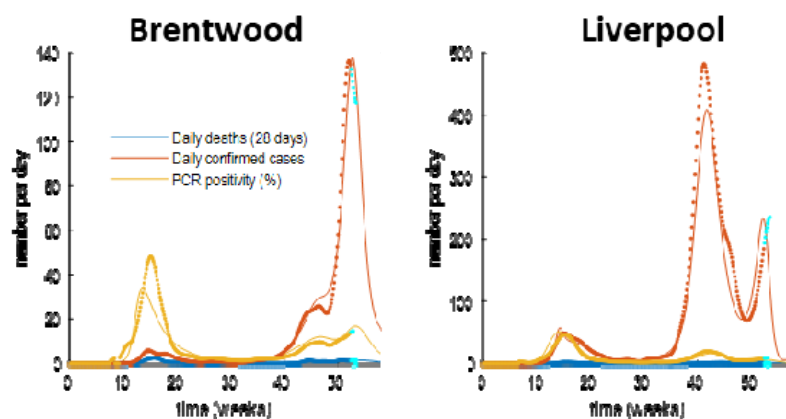 Brentwood
Liverpool
140
120
100
80
60
40
20
0
number per day
Daily deaths (28 days)
Daily confirmed cases
PCR positivity (%)
0 10 20 30 40 50
time (weeks)
500
400
300
200
100
0
number per day
0 10 20 30 40 50
time (weeks)